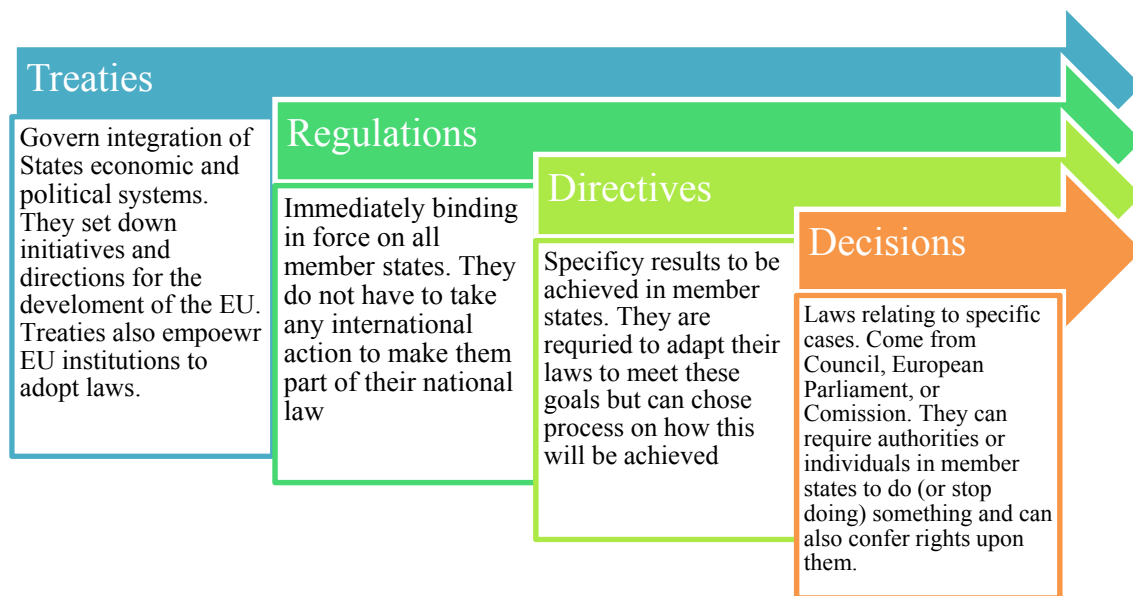 Treaties
Govern integration of
States economic and
political systems.
They set down
initiatives and
directions for the
develoment of the EU.
Treaties also empoewr
EU institutions to
adopt laws.
Regulations
Immediately binding
in force on all
member states. They
do not have to take
any international
action to make them
part of their national
law
Directives
Specificy results to be
achieved in member
states. They are
requried to adapt their
laws to meet these
goals but can chose
process on how this
will be achieved
Decisions
Laws relating to specific
cases. Come from
Council, European
Parliament, or
Comission. They can
require authorities or
individuals in member
states to do (or stop
doing) something and can
also confer rights upon
them.